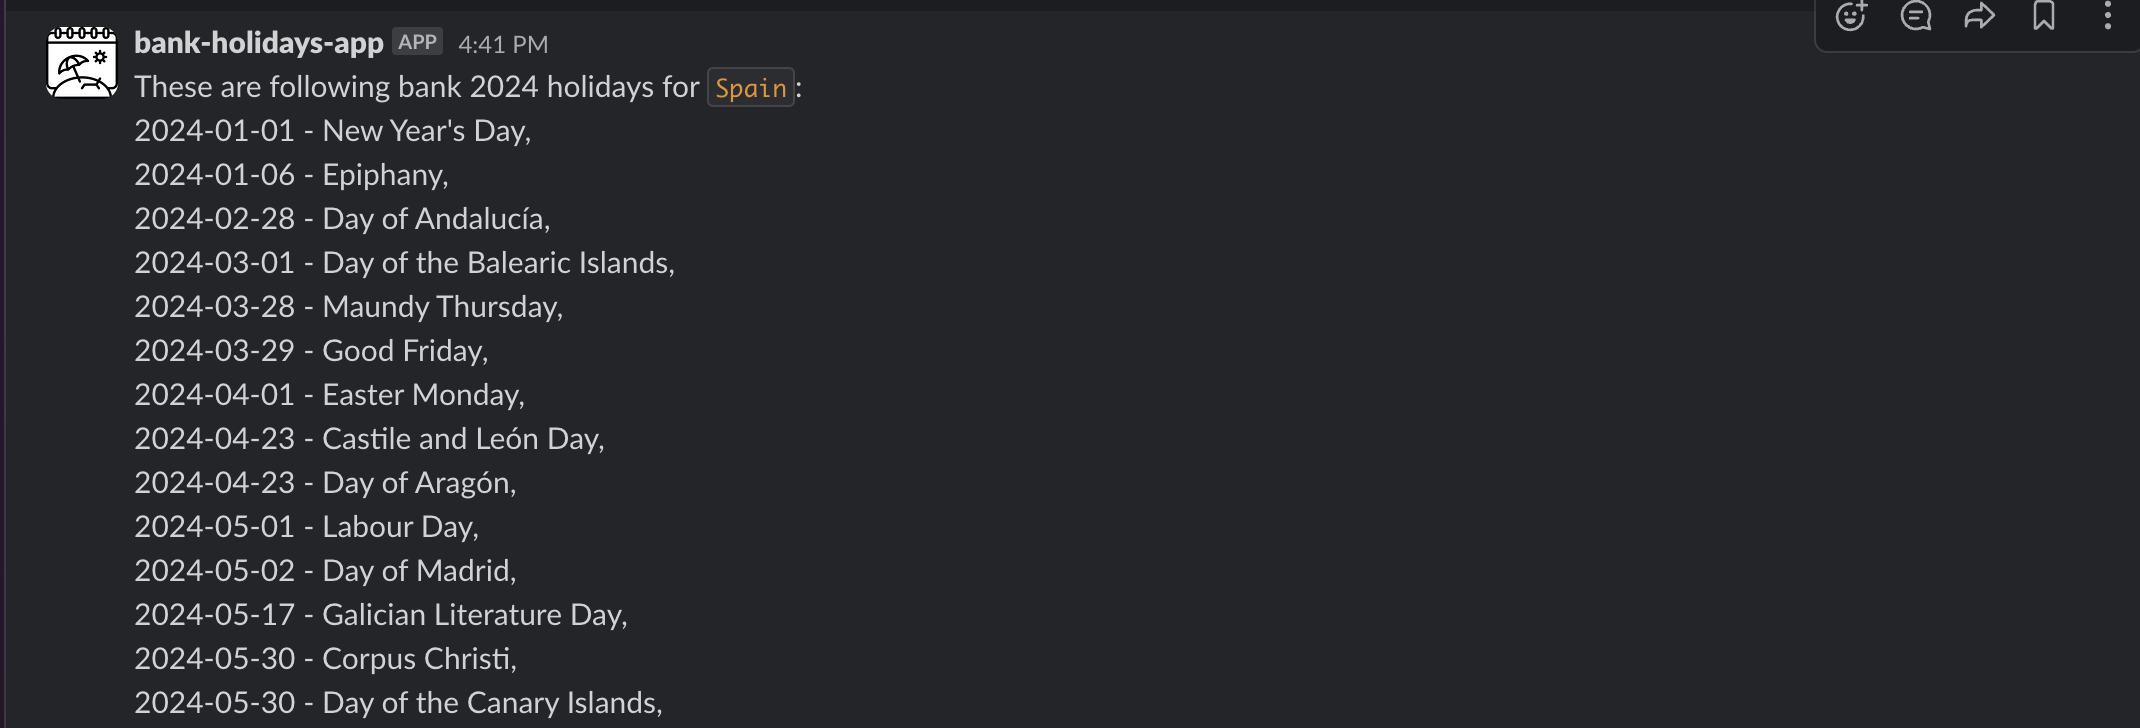 bank-holidays-app APP 4:41 PM
These are following bank 2024 holidays for Spain:
2024-01-01 - New Year's Day,
2024-01-06 - Epiphany,
2024-02-28 - Day of Andalucía,
2024-03-01 - Day of the Balearic Islands,
2024-03-28 - Maundy Thursday,
2024-03-29 - Good Friday,
2024-04-01 - Easter Monday,
2024-04-23 - Castile and León Day,
2024-04-23 - Day of Aragón,
2024-05-01 - Labour Day,
2024-05-02 - Day of Madrid,
2024-05-17 - Galician Literature Day,
2024-05-30 - Corpus Christi,
2024-05-30 - Day of the Canary Islands,